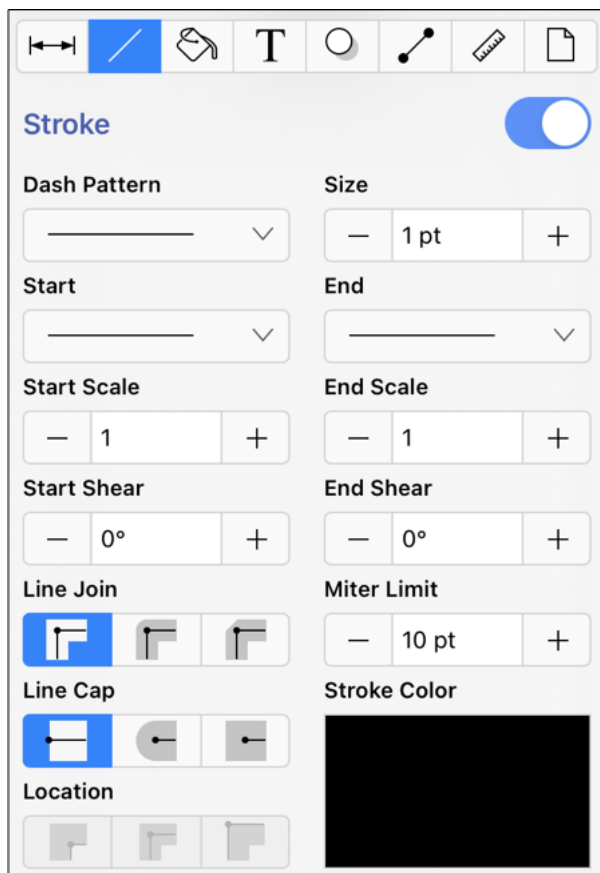 T
Stroke
Dash Pattern Size
1 pt
Start End
Start Scale End Scale
1 1
Start Shear End Shear
0° 0°
Line Join Miter Limit
10 pt
Line Cap Stroke Color
Location